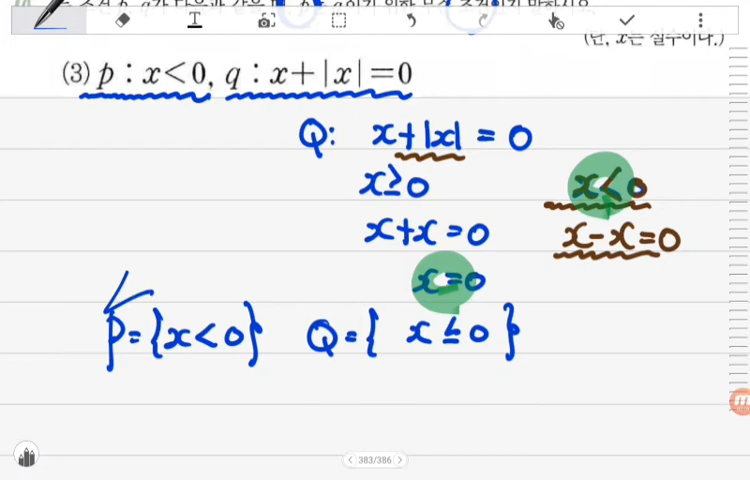 (단, x는 실수이다.)
(3) p : x<0, q : x+|x|=0
Q: x+|x| = 0
x≥0 x<0
x+x=0 x-x=0
x=0
P={x<0} Q={ x≤0 }
383/386